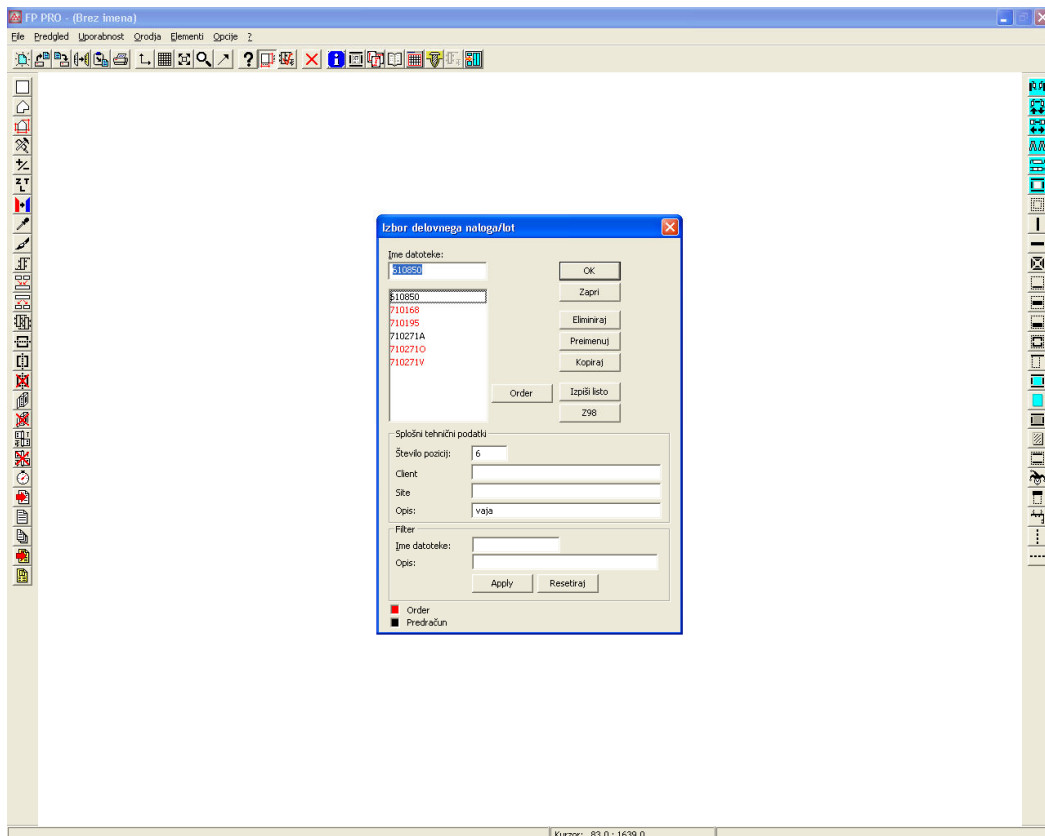 FP PRO - (Brez imena)
File Predgled Uporabnost Orodja Elementi Opcije ?
Izbor delovnega naloga/lot
Ime datoteke:
610850
OK
Zapri
610850
710168
710195
710271A
710271O
710271V
Eliminiraj
Preimenuj
Kopiraj
Order
Izpiši listo
Z98
Splošni tehnični podatki
Število pozicij: 6
Client
Site
Opis: vaja
Filter
Ime datoteke:
Opis:
Apply Resetiraj
Order
Predračun
Kurzor: 83.0 : 1639.0